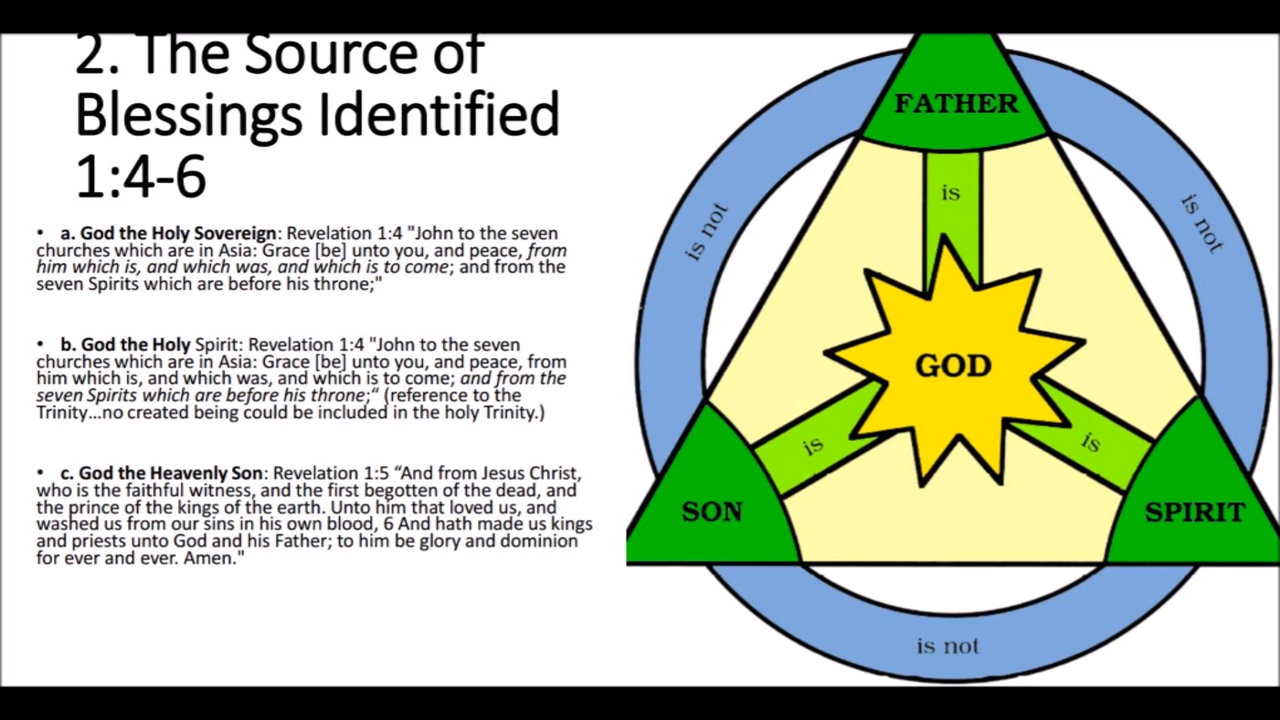 2. The Source of
Blessings Identified
1:4-6
• a. God the Holy Sovereign: Revelation 1:4 "John to the seven
churches which are in Asia: Grace [be] unto you, and peace, from
him which is, and which was, and which is to come; and from the
seven Spirits which are before his throne;"
• b. God the Holy Spirit: Revelation 1:4 "John to the seven
churches which are in Asia: Grace [be] unto you, and peace, from
him which is, and which was, and which is to come; and from the
seven Spirits which are before his throne;“ (reference to the
Trinity…no created being could be included in the holy Trinity.)
• c. God the Heavenly Son: Revelation 1:5 “And from Jesus Christ,
who is the faithful witness, and the first begotten of the dead, and
the prince of the kings of the earth. Unto him that loved us, and
washed us from our sins in his own blood, 6 And hath made us kings
and priests unto God and his Father; to him be glory and dominion
for ever and ever. Amen."
FATHER
is
is not
is not
GOD
is
is
SON
SPIRIT
is not